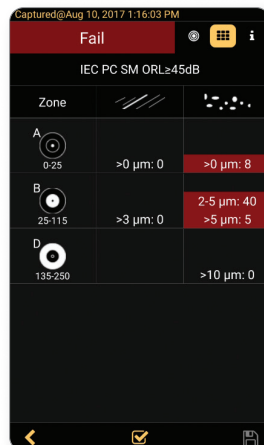 Captured@Aug 10, 2017 1:16:03 PM
Fail
i
IEC PC SM ORL≥45dB
Zone
A
0-25
>0 µm: 0
>0 µm: 8
B
25-115
>3 µm: 0
2-5 µm: 40
>5 µm: 5
D
135-250
>10 µm: 0